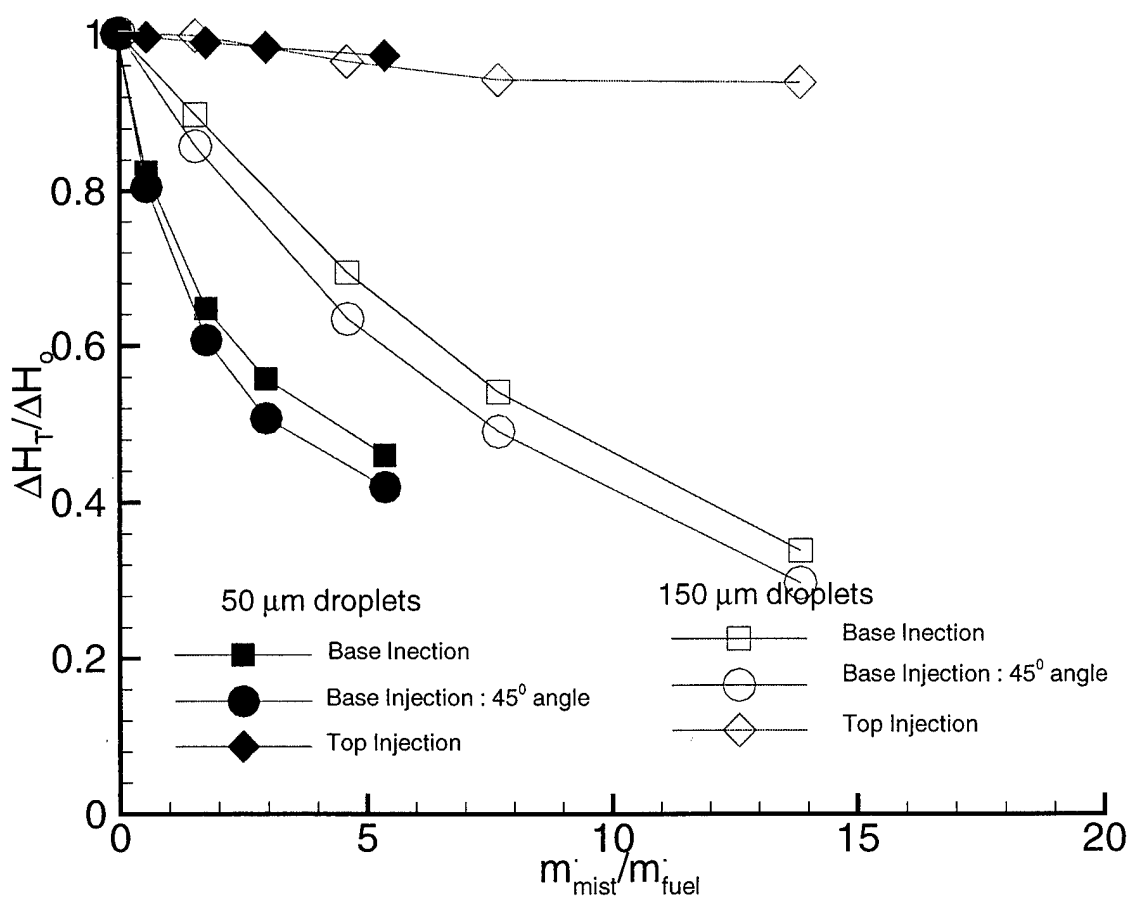 1
0.8
0.6
0.4
0.2
0
ΔH_T/ΔH_o
50 μm droplets
Base Inection
Base Injection : 45⁰ angle
Top Injection
150 μm droplets
Base Inection
Base Injection : 45⁰ angle
Top Injection
0 5 10 15 20
ṁ_mist/ṁ_fuel